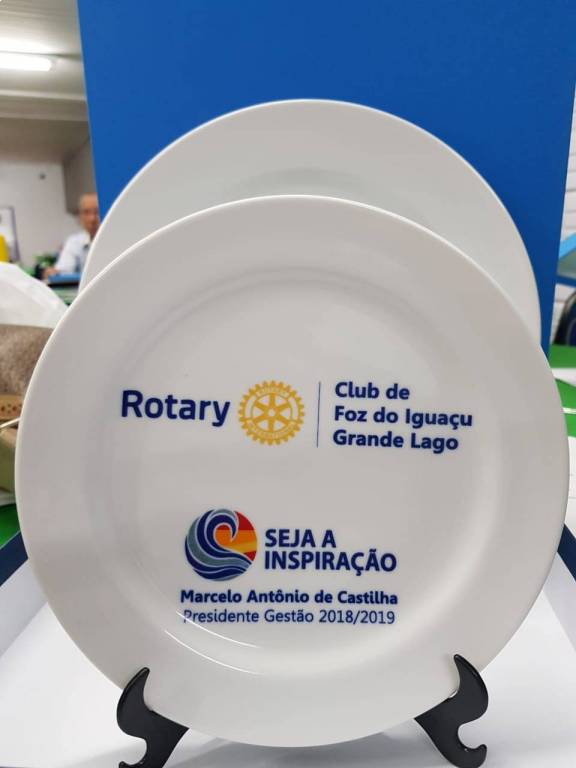 Rotary
Club de
Foz do Iguaçu
Grande Lago
SEJA A
INSPIRAÇÃO
Marcelo Antônio de Castilha
Presidente Gestão 2018/2019